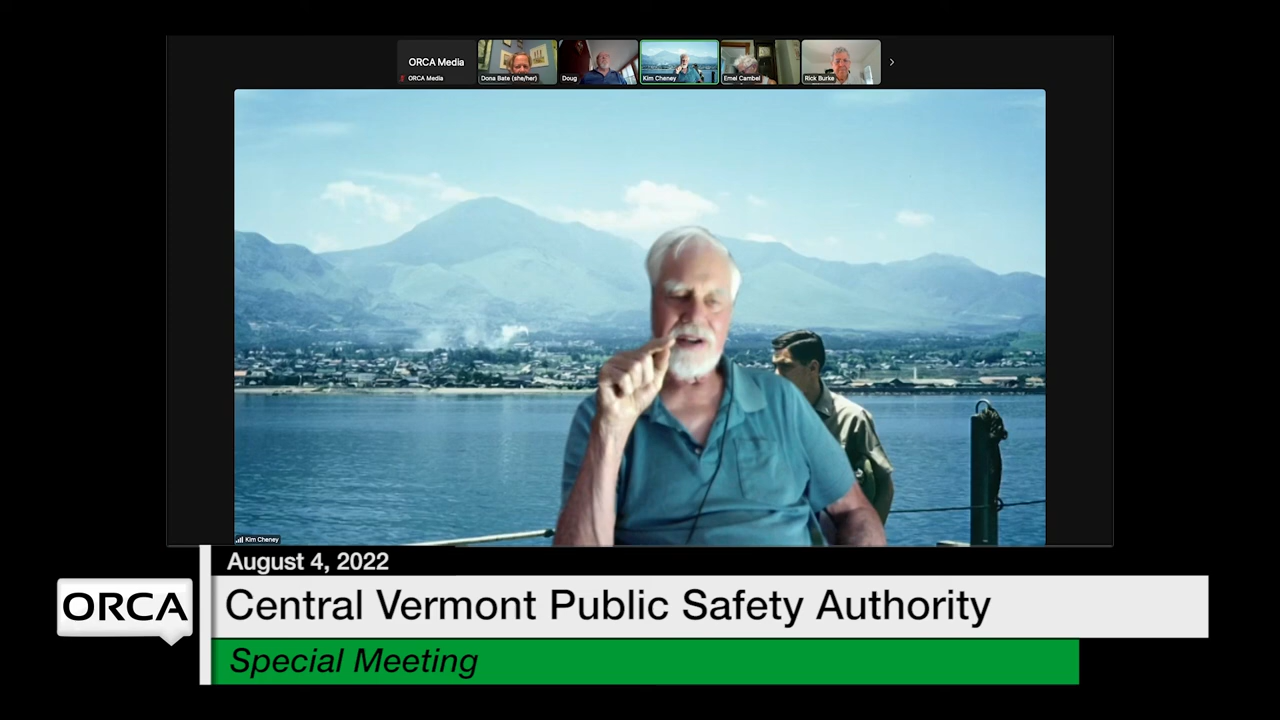 ORCA Media
ORCA Media
Dona Bate (she/her)
Doug
Kim Cheney
Emel Cambel
Rick Burke
Kim Cheney
August 4, 2022
ORCA
Central Vermont Public Safety Authority
Special Meeting